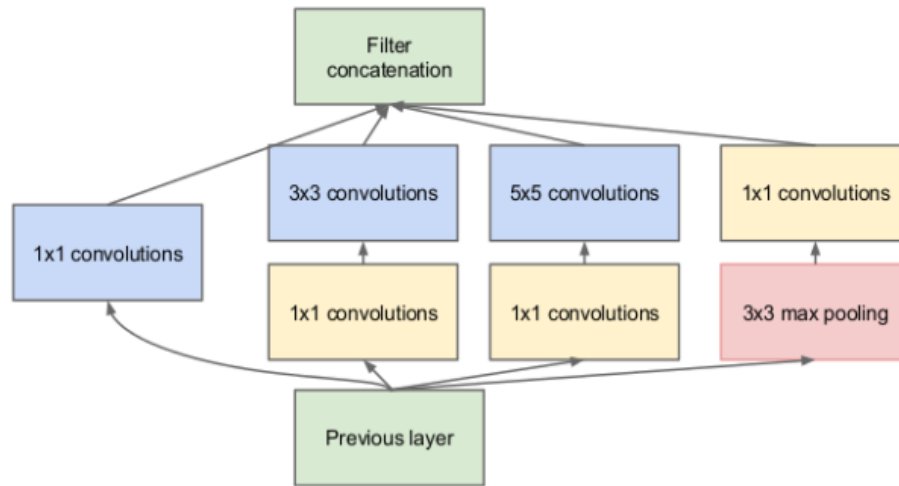 Filter
concatenation
3x3 convolutions
5x5 convolutions
1x1 convolutions
1x1 convolutions
1x1 convolutions
1x1 convolutions
3x3 max pooling
Previous layer